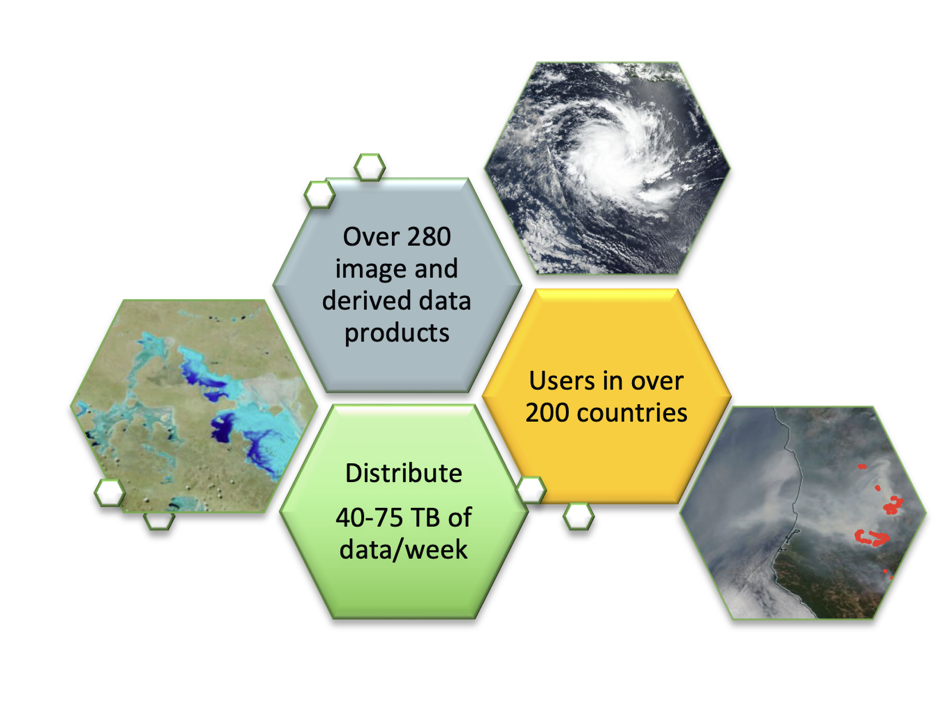 Over 280
image and
derived data
products
Users in over
200 countries
Distribute
40-75 TB of
data/week